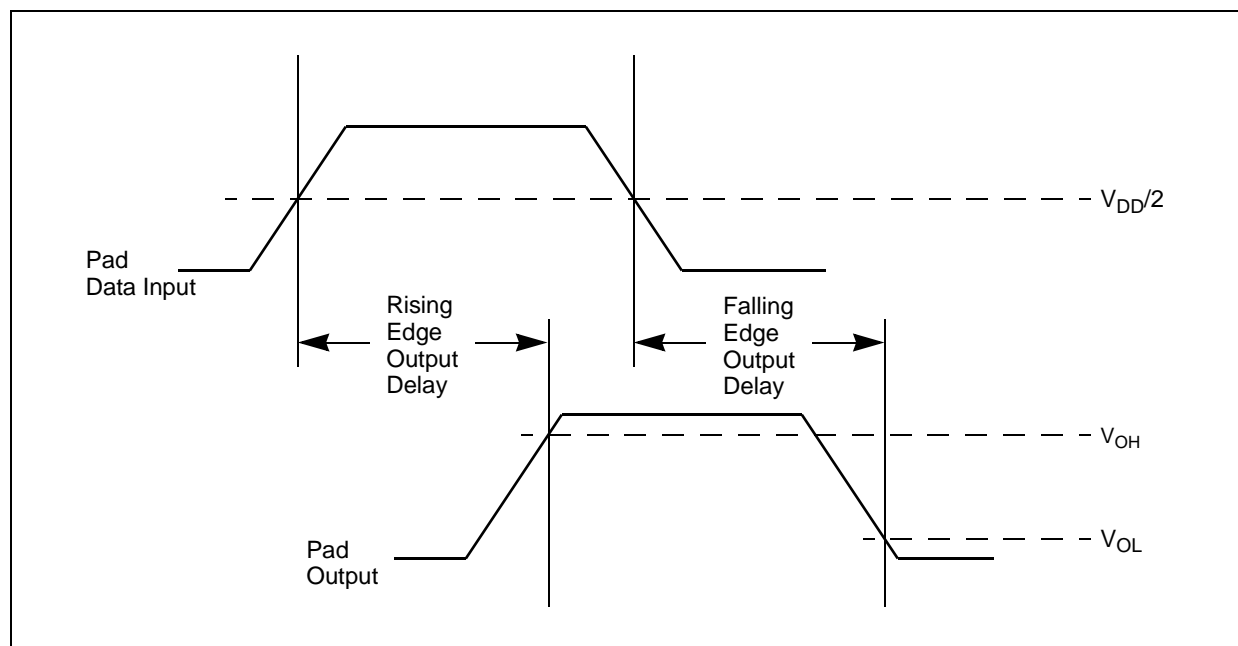 V_DD/2
Pad
Data Input
Rising
Edge
Output
Delay
Falling
Edge
Output
Delay
V_OH
V_OL
Pad
Output